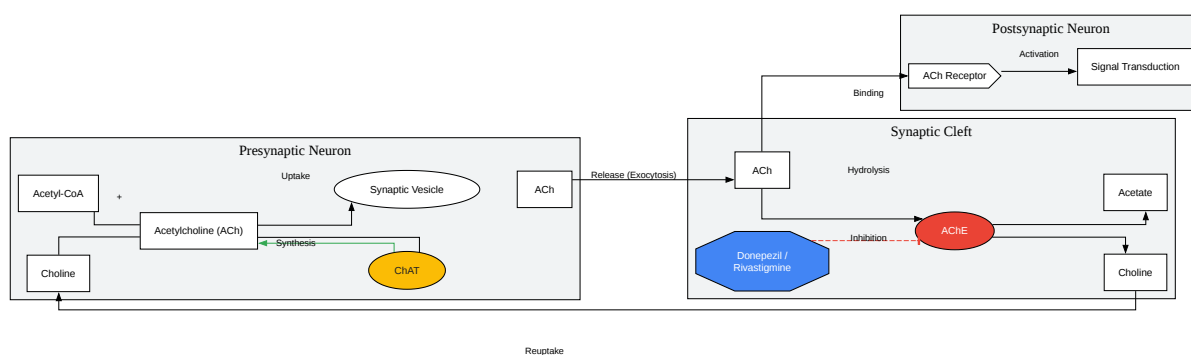 Postsynaptic Neuron
Activation
ACh Receptor
Signal Transduction
Binding
Synaptic Cleft
Presynaptic Neuron
ACh
Hydrolysis
Uptake
Release (Exocytosis)
Acetyl-CoA
+
Synaptic Vesicle
ACh
Acetate
Acetylcholine (ACh)
AChE
Synthesis
Inhibition
Donepezil /
Rivastigmine
Choline
ChAT
Choline
Reuptake